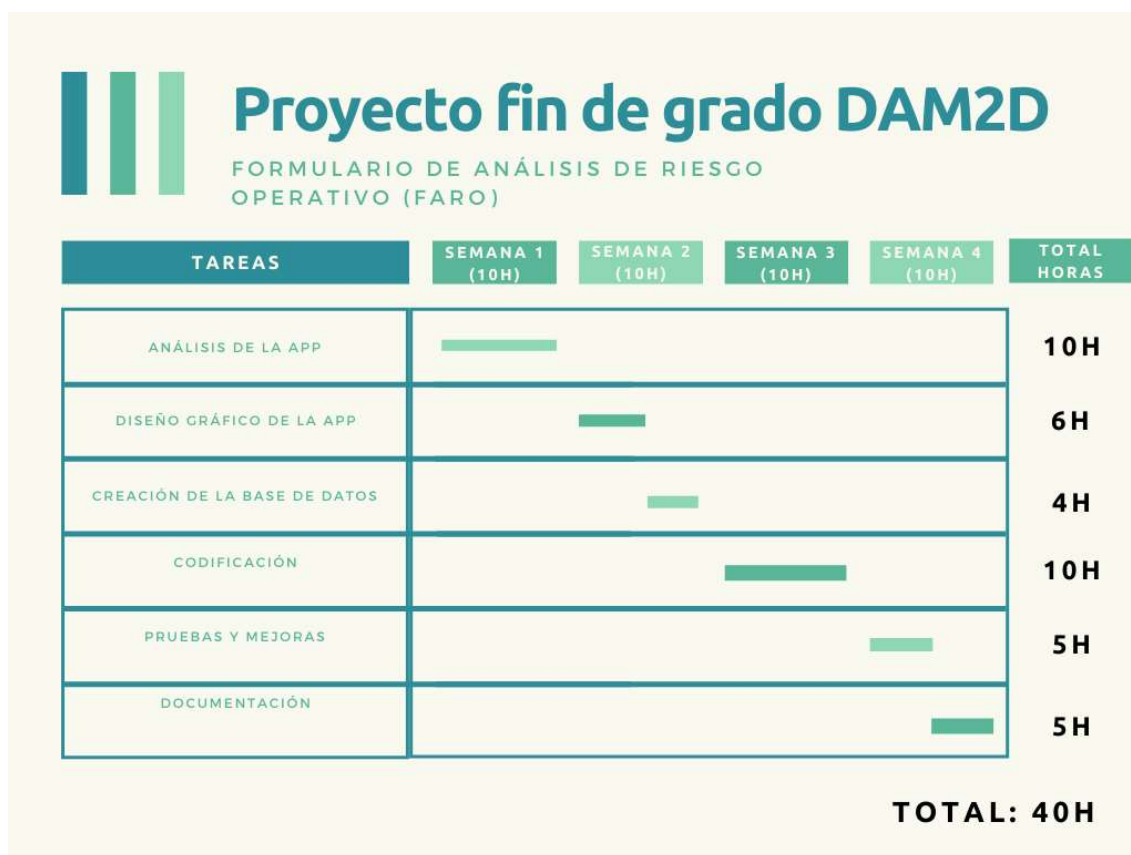 Proyecto fin de grado DAM2D
FORMULARIO DE ANÁLISIS DE RIESGO
OPERATIVO (FARO)
TAREAS
SEMANA 1
(10H)
SEMANA 2
(10H)
SEMANA 3
(10H)
SEMANA 4
(10H)
TOTAL
HORAS
ANÁLISIS DE LA APP
10H
DISEÑO GRÁFICO DE LA APP
6H
CREACIÓN DE LA BASE DE DATOS
4H
CODIFICACIÓN
10H
PRUEBAS Y MEJORAS
5H
DOCUMENTACIÓN
5H
TOTAL: 40H